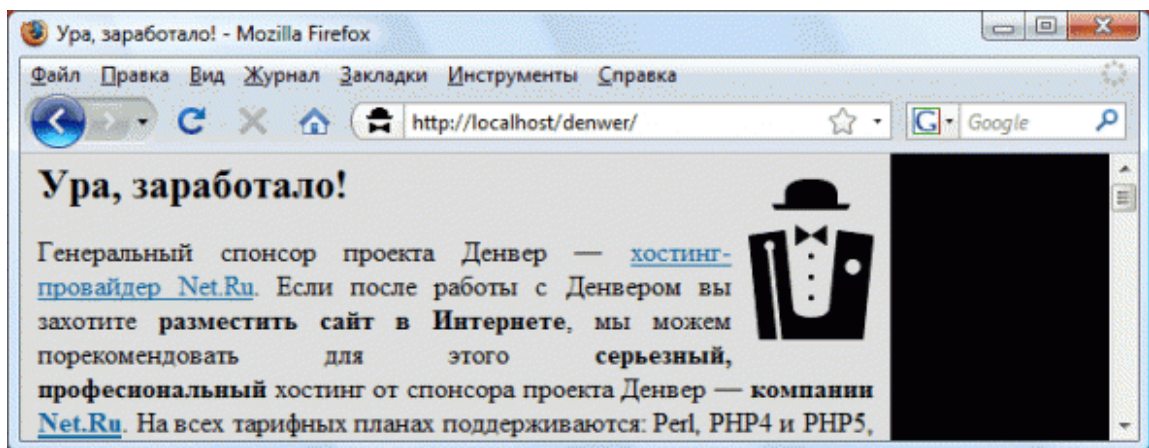 Ура, заработало! - Mozilla Firefox
Файл Правка Вид Журнал Закладки Инструменты Справка
http://localhost/denwer/ G Google
Ура, заработало!
Генеральный спонсор проекта Денвер — хостинг-
провайдер Net.Ru. Если после работы с Денвером вы
захотите разместить сайт в Интернете, мы можем
порекомендовать для этого серьезный,
професиональный хостинг от спонсора проекта Денвер — компании
Net.Ru. На всех тарифных планах поддерживаются: Perl, PHP4 и PHP5,